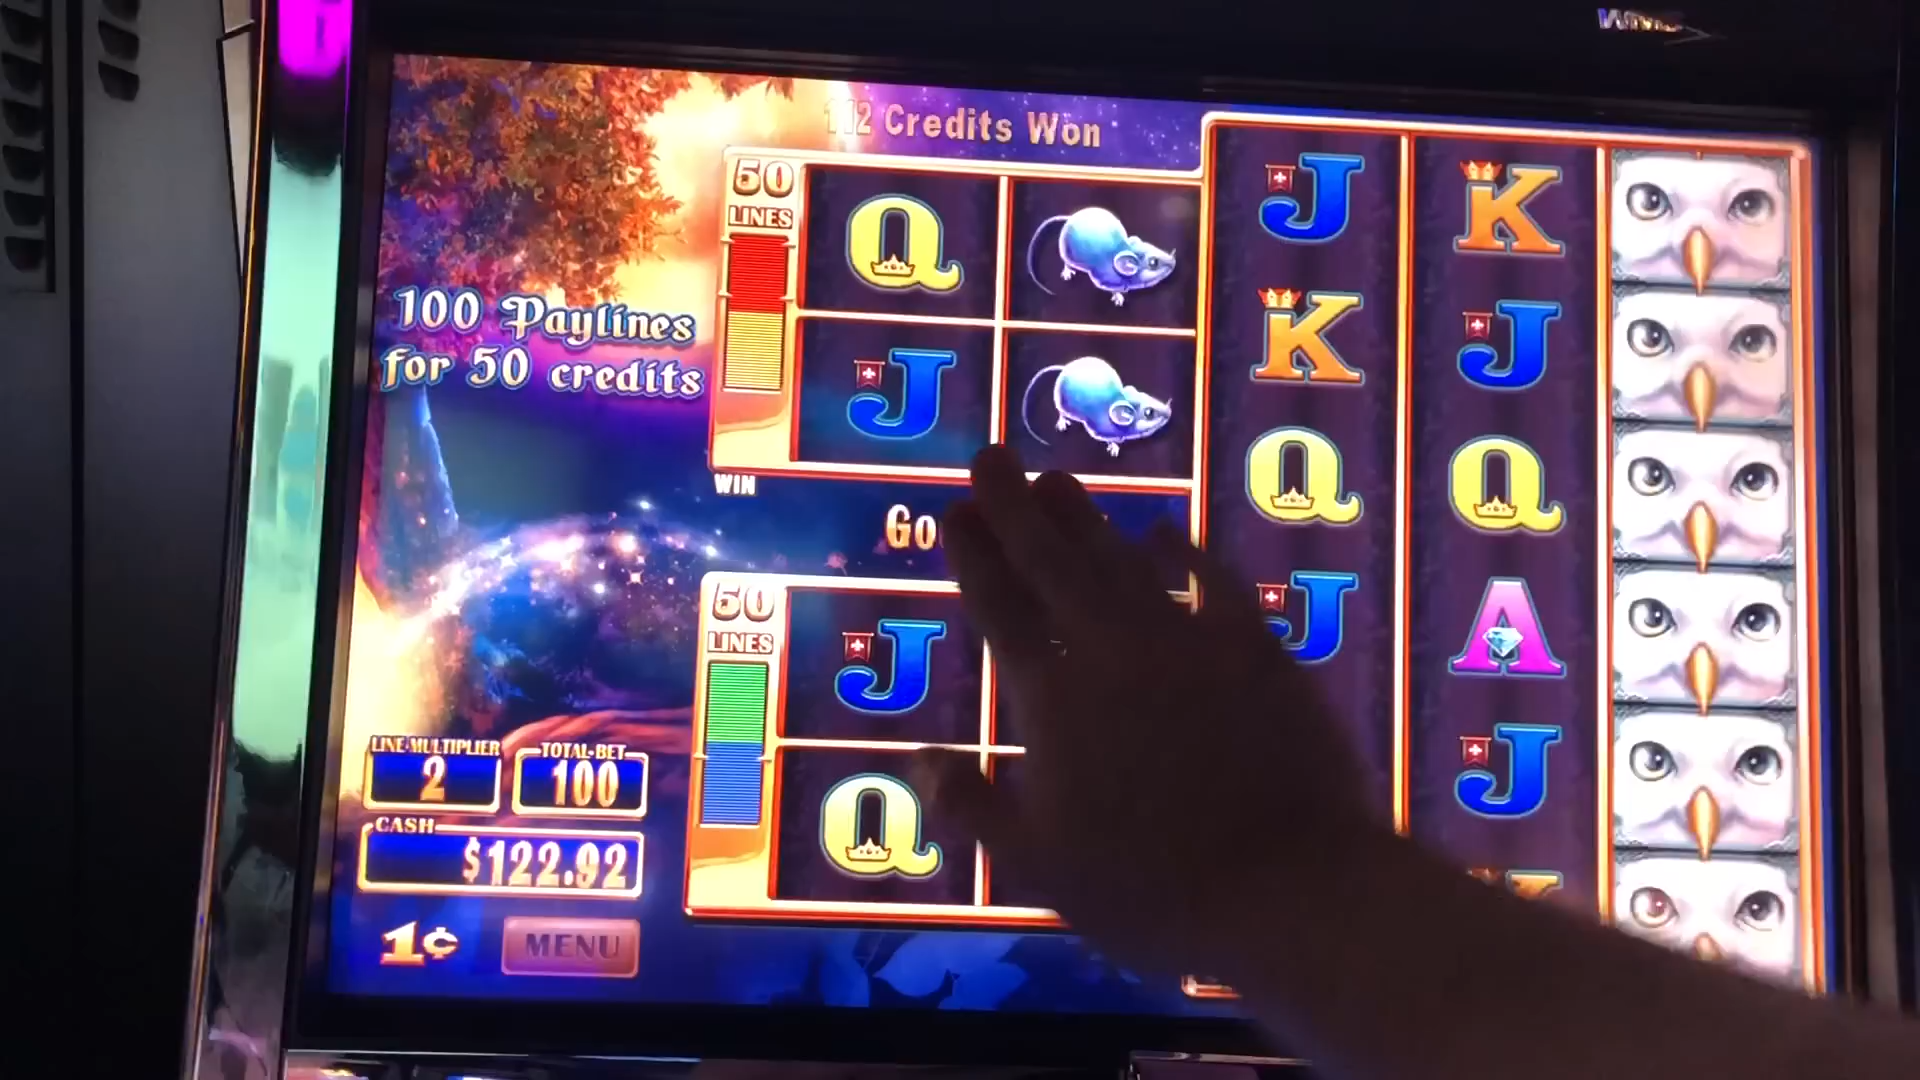 112 Credits Won
50
LINES
100 Paylines
for 50 credits
Q
J
J
K
K
J
Q
Q
J
A
J
WIN
50
LINES
J
Q
LINE MULTIPLIER
2
TOTAL BET
100
CASH
$122.92
1¢
MENU